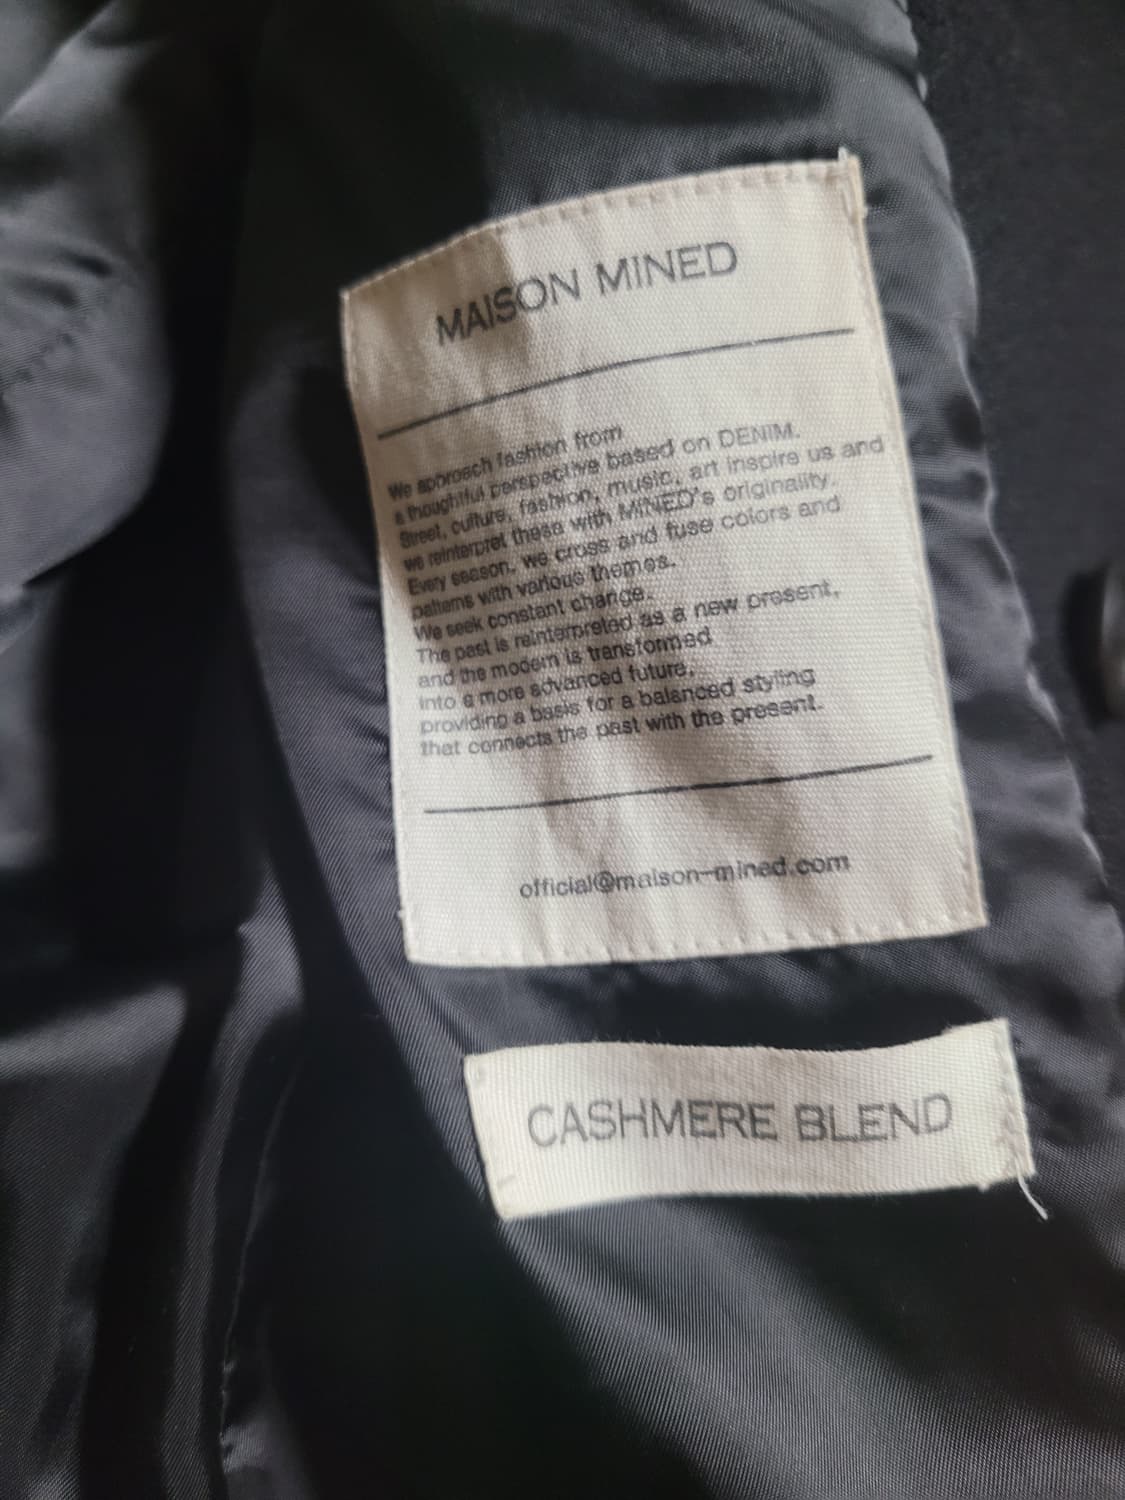 MAISON MINED
We approach fashion from
a thoughtful perspective based on DENIM.
Street, culture, fashion, music, art inspire us and
we reinterpret these with MINED's originality.
Every season, we cross and fuse colors and
patterns with various themes.
We seek constant change.
The past is reinterpreted as a new present,
and the modern is transformed
into a more advanced future,
providing a basis for a balanced styling
that connects the past with the present.
official@maison-mined.com
CASHMERE BLEND